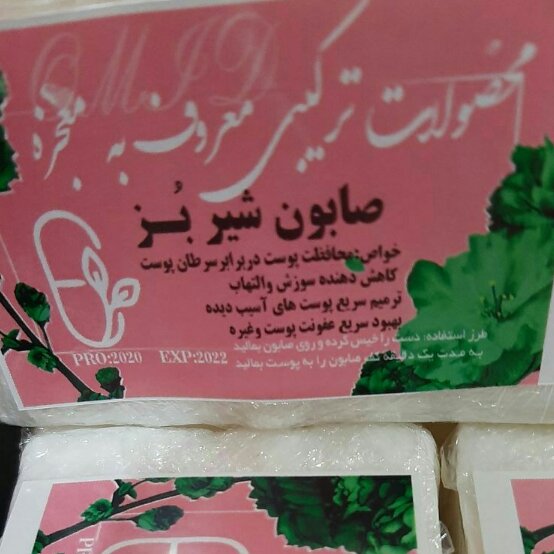 OMID
محصولات ترکیبی معروف به معجزه
صابون شیر بُز
خواص:محافظت پوست دربرابر سرطان پوست
کاهش دهنده سوزش والتهاب
ترمیم سریع پوست های آسیب دیده
بهبود سریع عفونت پوست وغیره
طرز استفاده: دست را خیس کرده و روی صابون بمالید
به مدت یک دقیقه کف صابون را به پوست بمالید
PRO:2020 EXP:2022